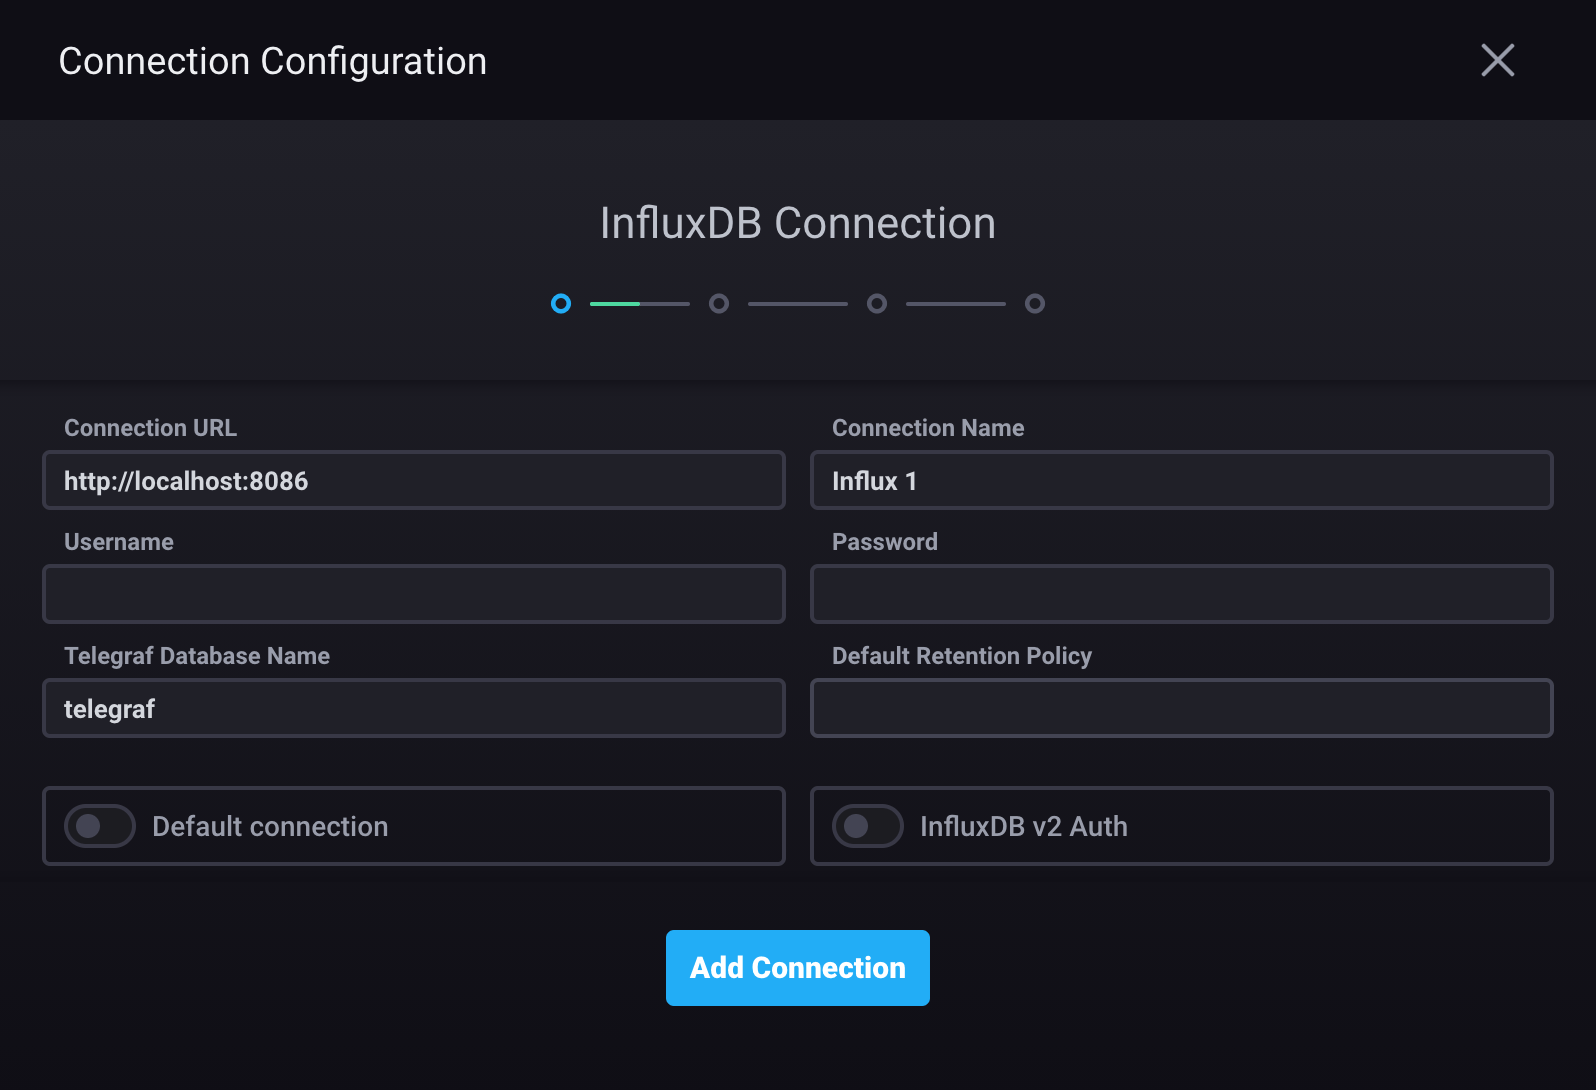 Connection Configuration
InfluxDB Connection
Connection URL
Connection Name
http://localhost:8086
Influx 1
Username
Password
Telegraf Database Name
Default Retention Policy
telegraf
Default connection
InfluxDB v2 Auth
Add Connection